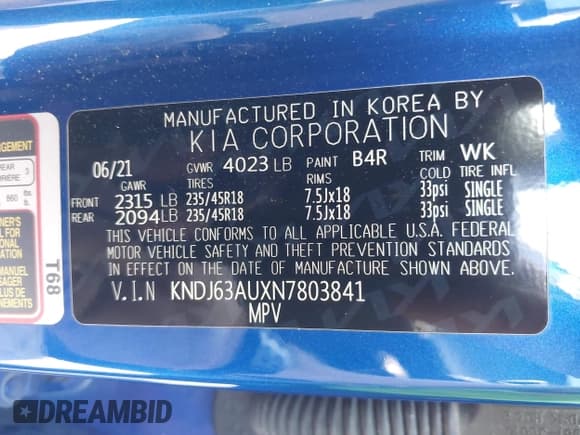 MANUFACTURED IN KOREA BY
KIA CORPORATION
06/21 GVWR 4023 LB PAINT B4R TRIM WK
GAWR TIRES RIMS COLD TIRE INFL
FRONT 2315 LB 235/45R18 7.5Jx18 33psi SINGLE
REAR 2094 LB 235/45R18 7.5Jx18 33psi SINGLE
THIS VEHICLE CONFORMS TO ALL APPLICABLE U.S.A. FEDERAL
MOTOR VEHICLE SAFETY AND THEFT PREVENTION STANDARDS
IN EFFECT ON THE DATE OF MANUFACTURE SHOWN ABOVE.
V.I.N KNDJ63AUXN7803841
MPV
REAR 3
860
T68
DREAMBID